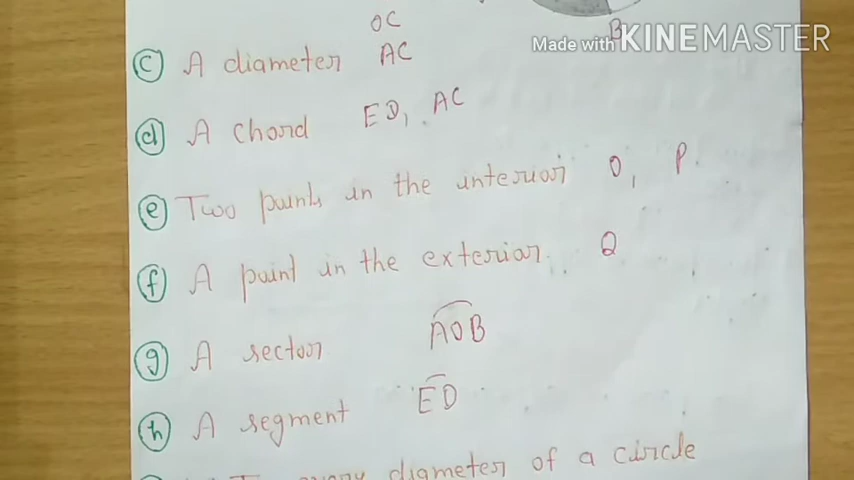 OC
B
Made with KINEMASTER
(c) A diameter AC
(d) A chord ED, AC
(e) Two points in the interior O, P.
(f) A point in the exterior Q
(g) A sector AOB
(h) A segment ED
every diameter of a circle